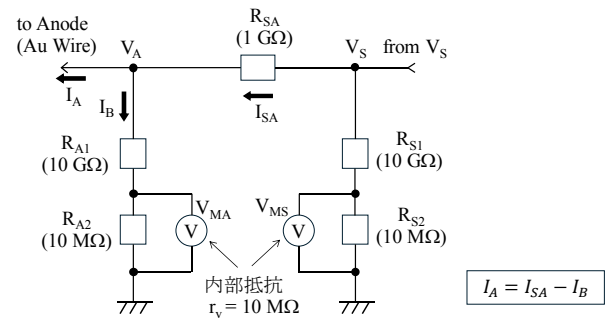 R_SA
(1 GΩ)
to Anode
(Au Wire)
V_A
V_S
from V_S
I_A
I_B
I_SA
R_A1
(10 GΩ)
R_S1
(10 GΩ)
R_A2
(10 MΩ)
V
V_MA
V_MS
V
R_S2
(10 MΩ)
内部抵抗
r_v = 10 MΩ
I_A = I_SA − I_B